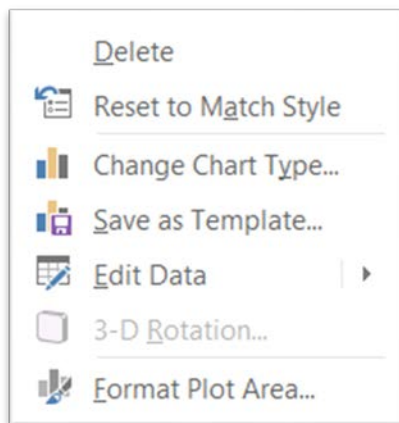 Delete
Reset to Match Style
Change Chart Type...
Save as Template...
Edit Data
3-D Rotation...
Format Plot Area...